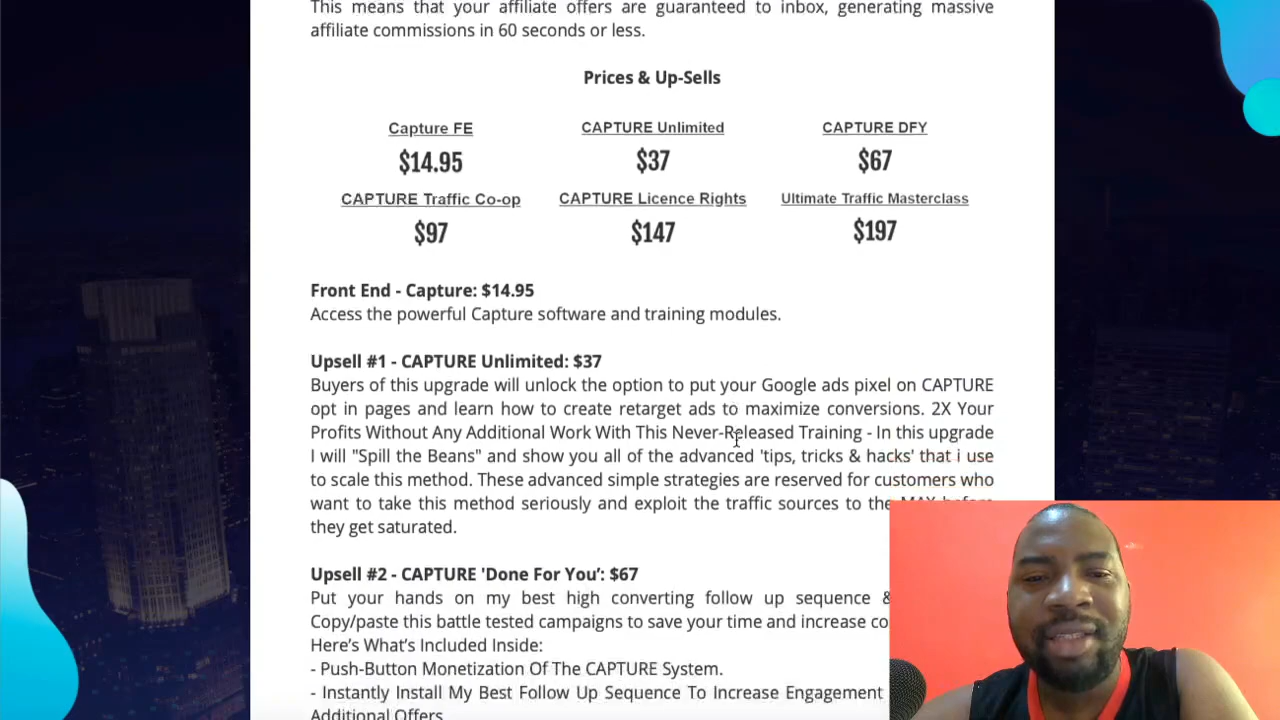 This means that your affiliate offers are guaranteed to inbox, generating massive
affiliate commissions in 60 seconds or less.
Prices & Up-Sells
Capture FE CAPTURE Unlimited CAPTURE DFY
$14.95 $37 $67
CAPTURE Traffic Co-op CAPTURE Licence Rights Ultimate Traffic Masterclass
$97 $147 $197
Front End - Capture: $14.95
Access the powerful Capture software and training modules.
Upsell #1 - CAPTURE Unlimited: $37
Buyers of this upgrade will unlock the option to put your Google ads pixel on CAPTURE
opt in pages and learn how to create retarget ads to maximize conversions. 2X Your
Profits Without Any Additional Work With This Never-Released Training - In this upgrade
I will "Spill the Beans" and show you all of the advanced 'tips, tricks & hacks' that i use
to scale this method. These advanced simple strategies are reserved for customers who
want to take this method seriously and exploit the traffic sources to the MAX before
they get saturated.
Upsell #2 - CAPTURE 'Done For You’: $67
Put your hands on my best high converting follow up sequence &
Copy/paste this battle tested campaigns to save your time and increase co
Here’s What’s Included Inside:
- Push-Button Monetization Of The CAPTURE System.
- Instantly Install My Best Follow Up Sequence To Increase Engagement
Additional Offers